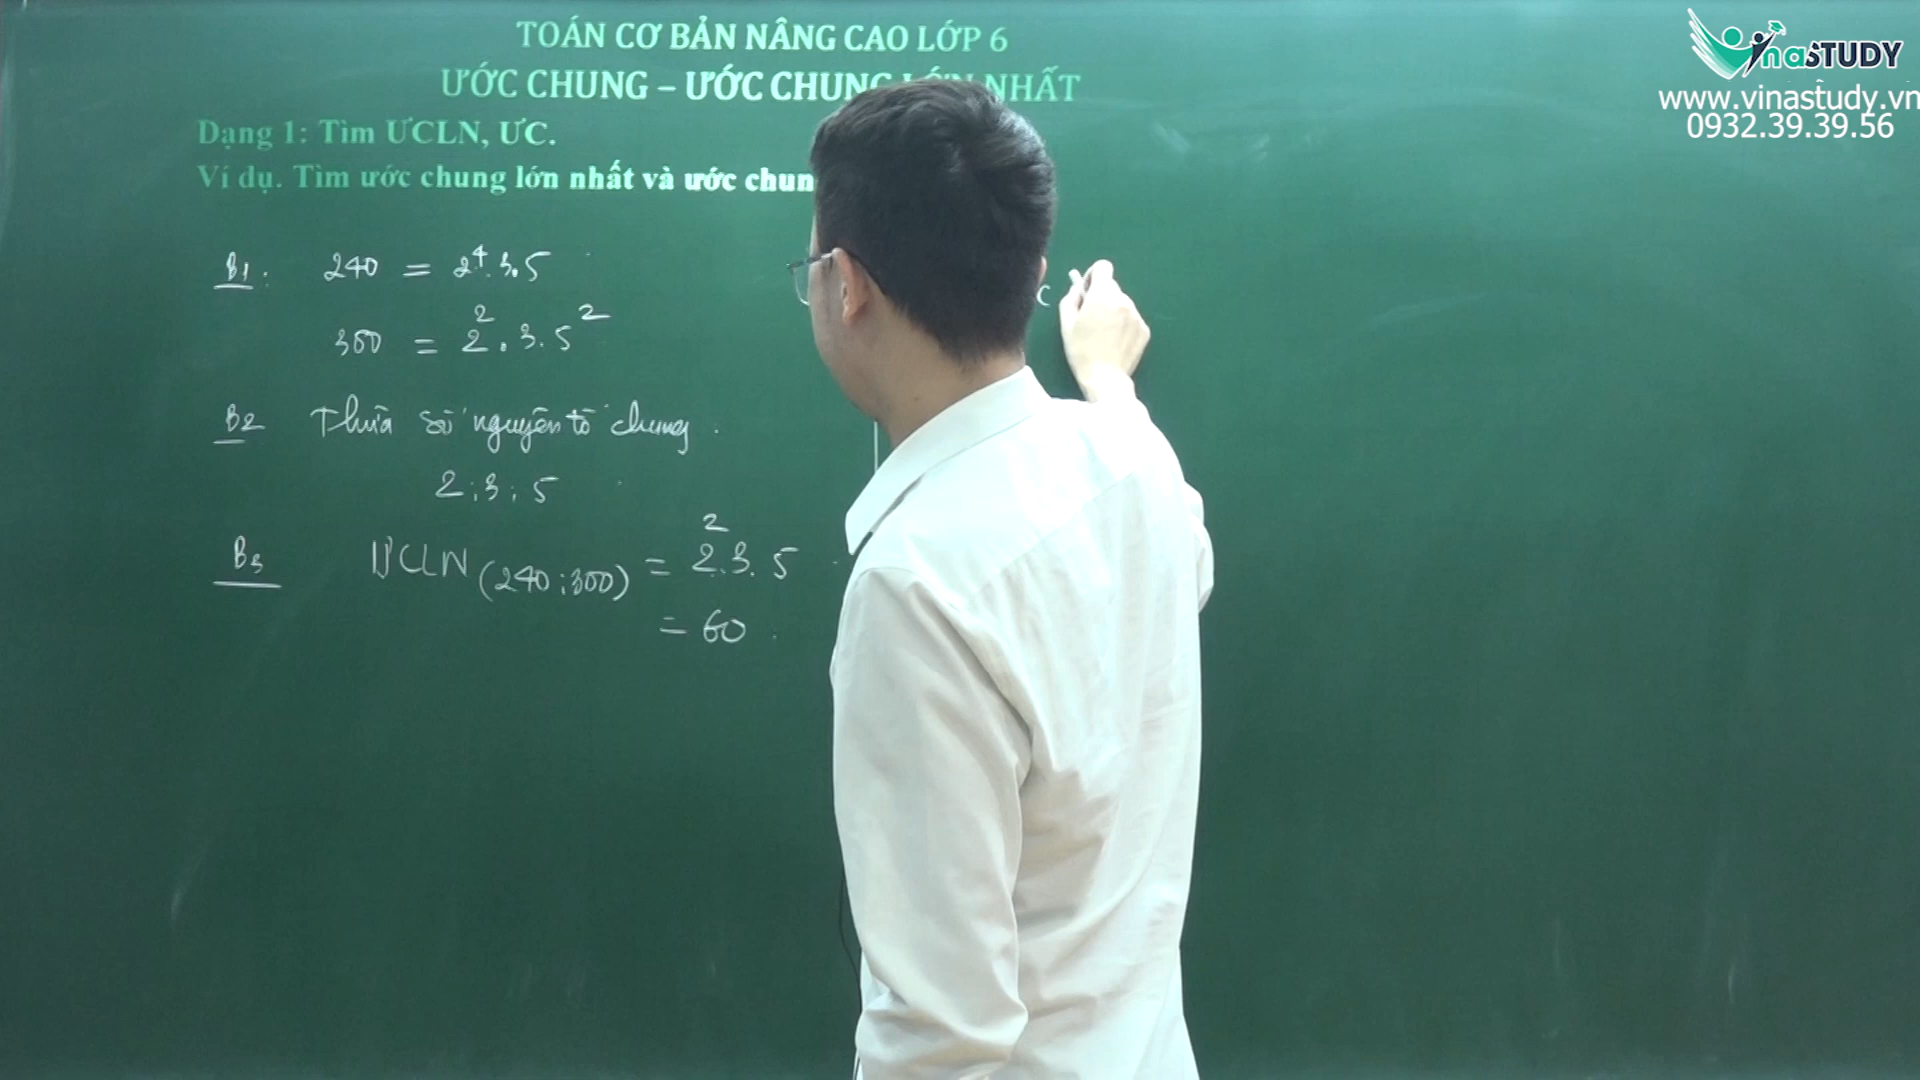 TOÁN CƠ BẢN NÂNG CAO LỚP 6
ƯỚC CHUNG – ƯỚC CHUNG LỚN NHẤT
Dạng 1: Tìm ƯCLN, ƯC.
Ví dụ. Tìm ước chung lớn nhất và ước chun
VinaSTUDY
www.vinastudy.vn
0932.39.39.56
B1: 240 = 2⁴.3.5
300 = 2².3.5²
B2 Thừa số nguyên tố chung.
2;3;5
B3 ƯCLN(240;300) = 2².3.5
= 60.
C